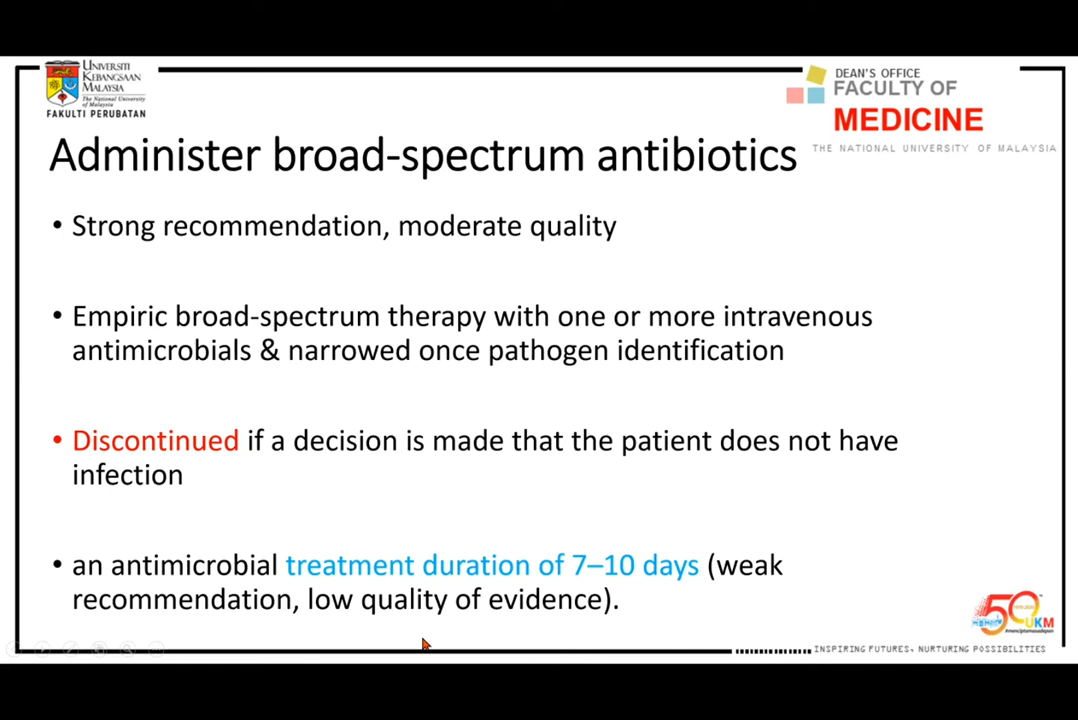 UNIVERSITI
KEBANGSAAN
MALAYSIA
The National University
of Malaysia
FAKULTI PERUBATAN
DEAN'S OFFICE
FACULTY OF
MEDICINE
THE NATIONAL UNIVERSITY OF MALAYSIA
Administer broad-spectrum antibiotics
• Strong recommendation, moderate quality
• Empiric broad-spectrum therapy with one or more intravenous
antimicrobials & narrowed once pathogen identification
• Discontinued if a decision is made that the patient does not have
infection
• an antimicrobial treatment duration of 7–10 days (weak
recommendation, low quality of evidence).
50
UKM
INSPIRING FUTURES, NURTURING POSSIBILITIES